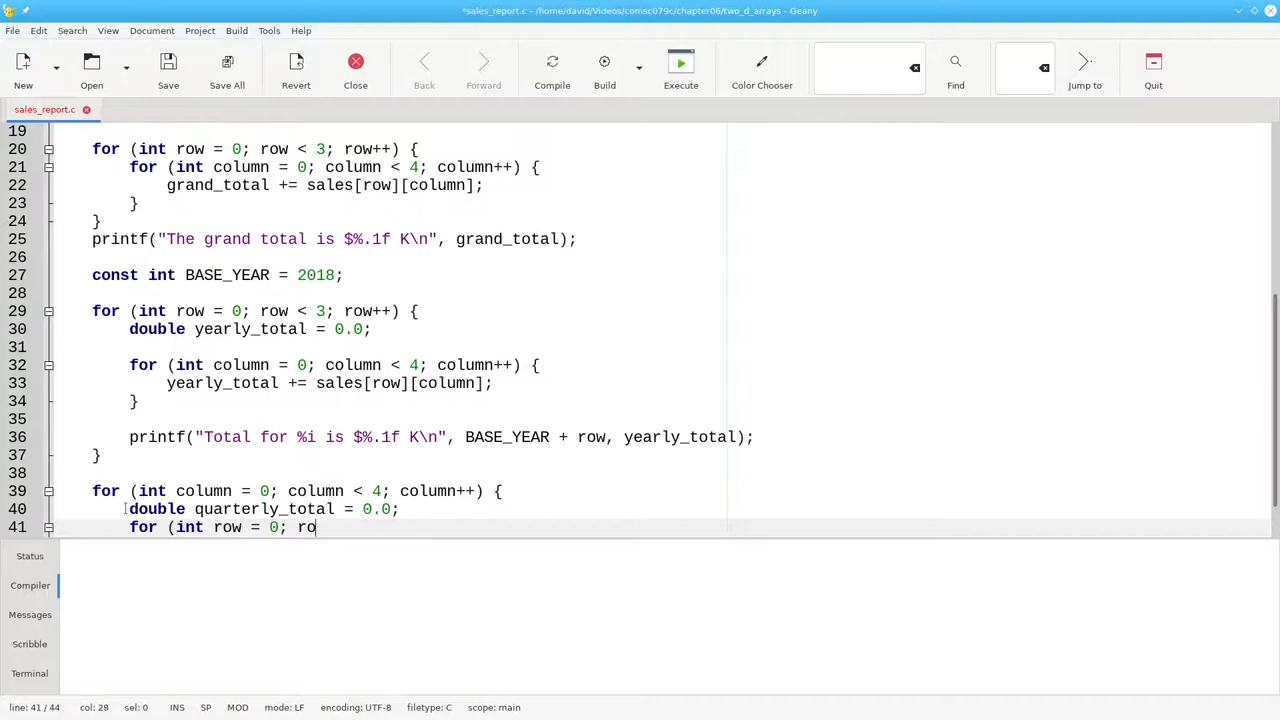 *sales_report.c - /home/david/Videos/comsc079c/chapter06/two_d_arrays - Geany
File Edit Search View Document Project Build Tools Help
New Open Save Save All Revert Close Back Forward Compile Build Execute Color Chooser Find Jump to Quit
sales_report.c
19
20 for (int row = 0; row < 3; row++) {
21 for (int column = 0; column < 4; column++) {
22 grand_total += sales[row][column];
23 }
24 }
25 printf("The grand total is $%.1f K\n", grand_total);
26
27 const int BASE_YEAR = 2018;
28
29 for (int row = 0; row < 3; row++) {
30 double yearly_total = 0.0;
31
32 for (int column = 0; column < 4; column++) {
33 yearly_total += sales[row][column];
34 }
35
36 printf("Total for %i is $%.1f K\n", BASE_YEAR + row, yearly_total);
37 }
38
39 for (int column = 0; column < 4; column++) {
40 double quarterly_total = 0.0;
41 for (int row = 0; ro
Status
Compiler
Messages
Scribble
Terminal
line: 41 / 44 col: 28 sel: 0 INS SP MOD mode: LF encoding: UTF-8 filetype: C scope: main